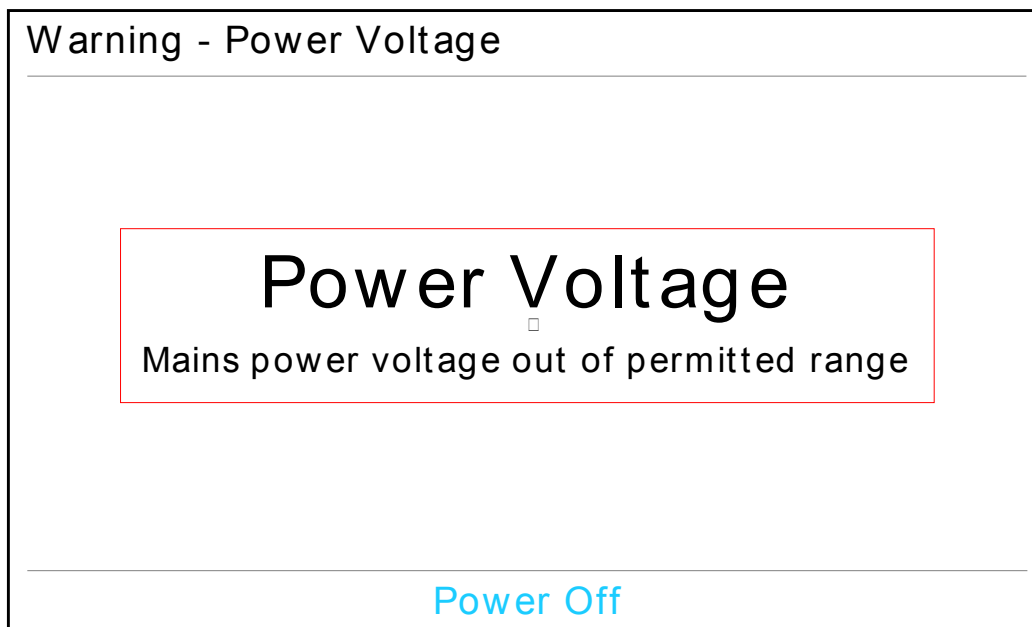 Warning - Power Voltage
Power Voltage
Mains power voltage out of permitted range
Power Off